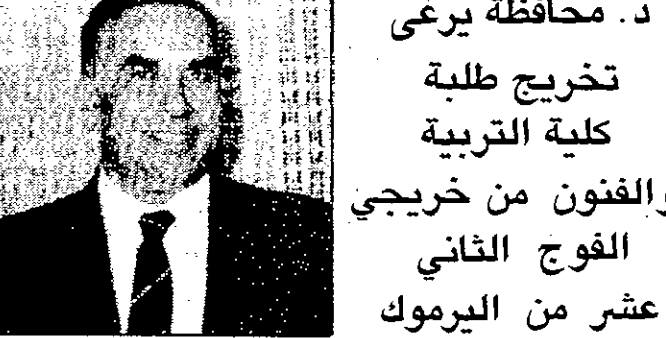 د. محافظة يرعى
تخريج طلبة
كلية التربية
والفنون من خريجي
الفوج الثاني
عشر من اليرموك